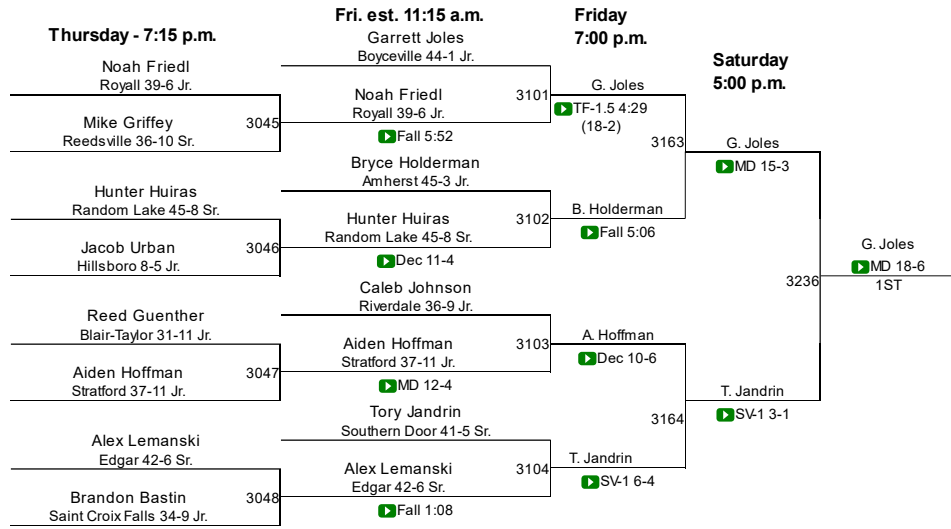 Thursday - 7:15 p.m.
Noah Friedl
Royall 39-6 Jr.
3045
Mike Griffey
Reedsville 36-10 Sr.
Hunter Huiras
Random Lake 45-8 Sr.
3046
Jacob Urban
Hillsboro 8-5 Jr.
Reed Guenther
Blair-Taylor 31-11 Jr.
3047
Aiden Hoffman
Stratford 37-11 Jr.
Alex Lemanski
Edgar 42-6 Sr.
3048
Brandon Bastin
Saint Croix Falls 34-9 Jr.
Fri. est. 11:15 a.m.
Garrett Joles
Boyceville 44-1 Jr.
3101
Noah Friedl
Royall 39-6 Jr.
Fall 5:52
Bryce Holderman
Amherst 45-3 Jr.
3102
Hunter Huiras
Random Lake 45-8 Sr.
Dec 11-4
Caleb Johnson
Riverdale 36-9 Jr.
3103
Aiden Hoffman
Stratford 37-11 Jr.
MD 12-4
Tory Jandrin
Southern Door 41-5 Sr.
3104
Alex Lemanski
Edgar 42-6 Sr.
Fall 1:08
Friday
7:00 p.m.
G. Joles
TF-1.5 4:29
(18-2)
3163
B. Holderman
Fall 5:06
A. Hoffman
Dec 10-6
3164
T. Jandrin
SV-1 6-4
Saturday
5:00 p.m.
G. Joles
MD 15-3
3236
T. Jandrin
SV-1 3-1
G. Joles
MD 18-6
1ST